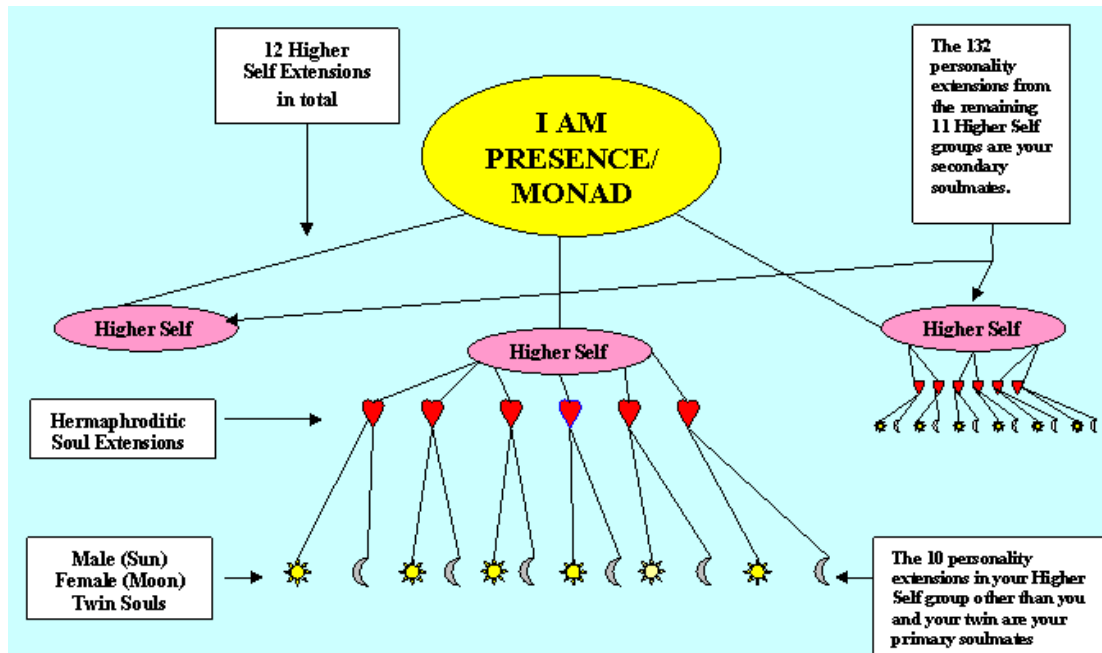 12 Higher
Self Extensions
in total
The 132
personality
extensions from
the remaining
11 Higher Self
groups are your
secondary
soulmates.
I AM
PRESENCE/
MONAD
Higher Self
Higher Self
Higher Self
Hermaphroditic
Soul Extensions
Male (Sun)
Female (Moon)
Twin Souls
The 10 personality
extensions in your Higher
Self group other than you
and your twin are your
primary soulmates